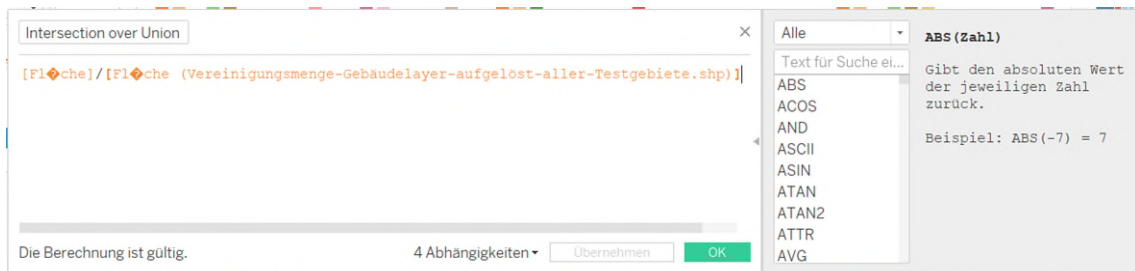 Intersection over Union
[Fl�che]/[Fl�che (Vereinigungsmenge-Gebäudelayer-aufgelöst-aller-Testgebiete.shp)]
Die Berechnung ist gültig.
4 Abhängigkeiten
Übernehmen
OK
Alle
Text für Suche ei...
ABS
ACOS
AND
ASCII
ASIN
ATAN
ATAN2
ATTR
AVG
ABS(Zahl)
Gibt den absoluten Wert
der jeweiligen Zahl
zurück.
Beispiel: ABS(-7) = 7